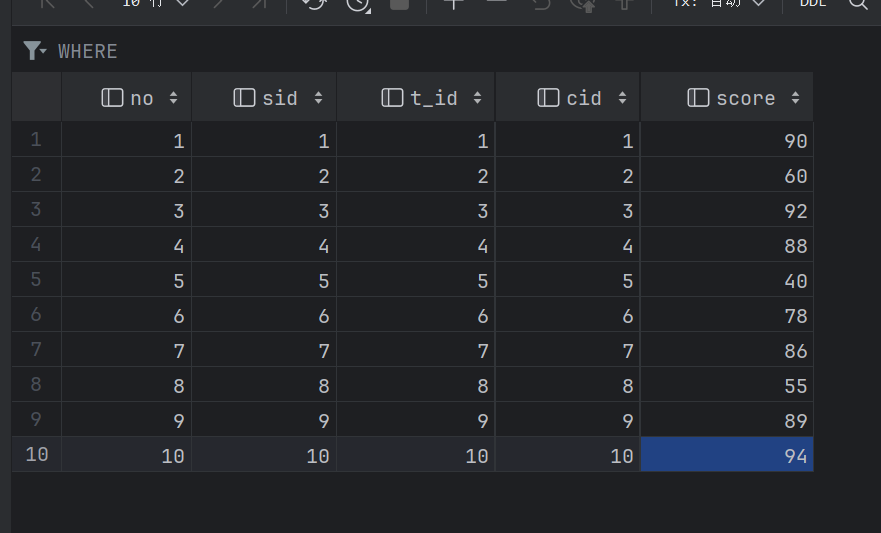 10 行 Tx: 自动 DDL
WHERE
no sid t_id cid score
1 1 1 1 1 90
2 2 2 2 2 60
3 3 3 3 3 92
4 4 4 4 4 88
5 5 5 5 5 40
6 6 6 6 6 78
7 7 7 7 7 86
8 8 8 8 8 55
9 9 9 9 9 89
10 10 10 10 10 94